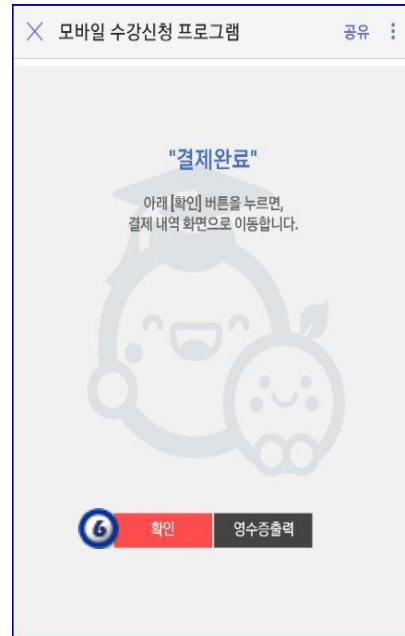 모바일 수강신청 프로그램 공유
"결제완료"
아래 [확인] 버튼을 누르면,
결제 내역 화면으로 이동합니다.
6 확인 영수증출력